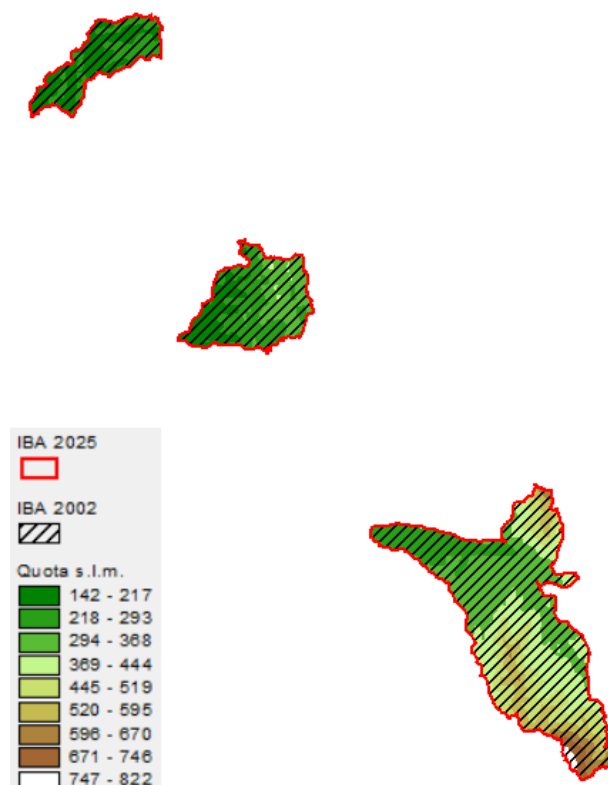 IBA 2025
IBA 2002
Quota s.l.m.
142 - 217
218 - 293
294 - 368
369 - 444
445 - 519
520 - 595
596 - 670
671 - 746
747 - 822